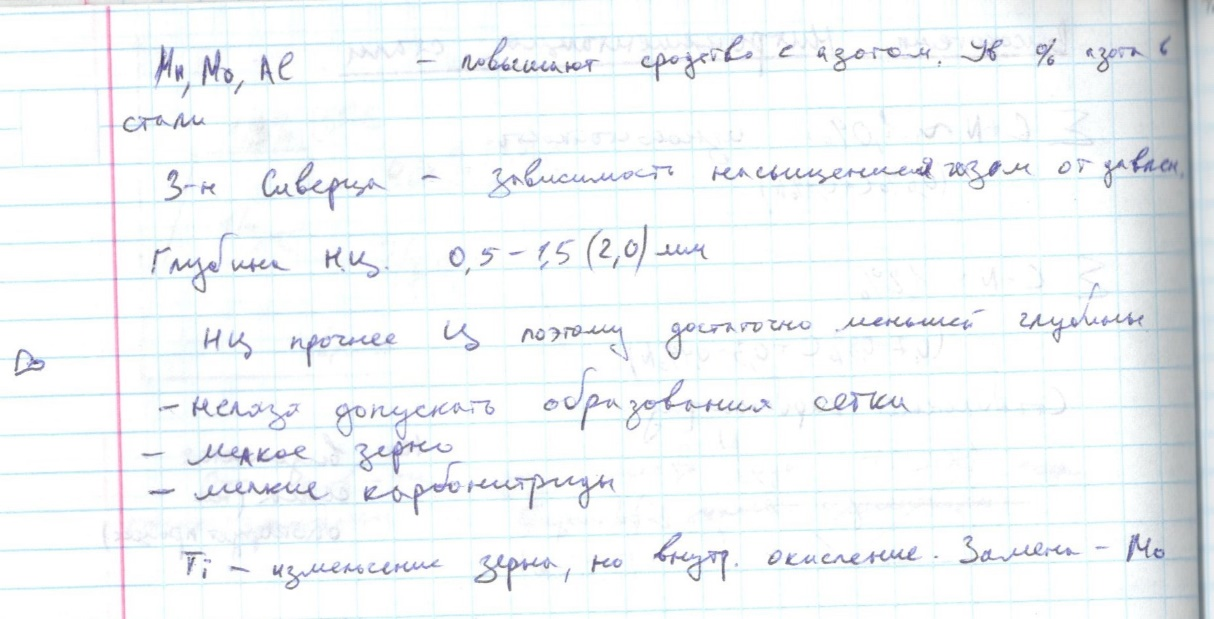 Mn, Mo, Al - повышают сродство с азотом. Ув % азота в
стали
З-н Сиверца - зависимость насыщения газом от давлен.
Глубина НЦ. 0,5-1,5 (2,0) мм
НЦ прочнее Ц поэтому достаточно меньшей глубины
- нельзя допускать образования сетки
- мелкое зерно
- мелкие карбонитриды
Ti - измельчение зерна, но внутр. окисление. Замена - Mo